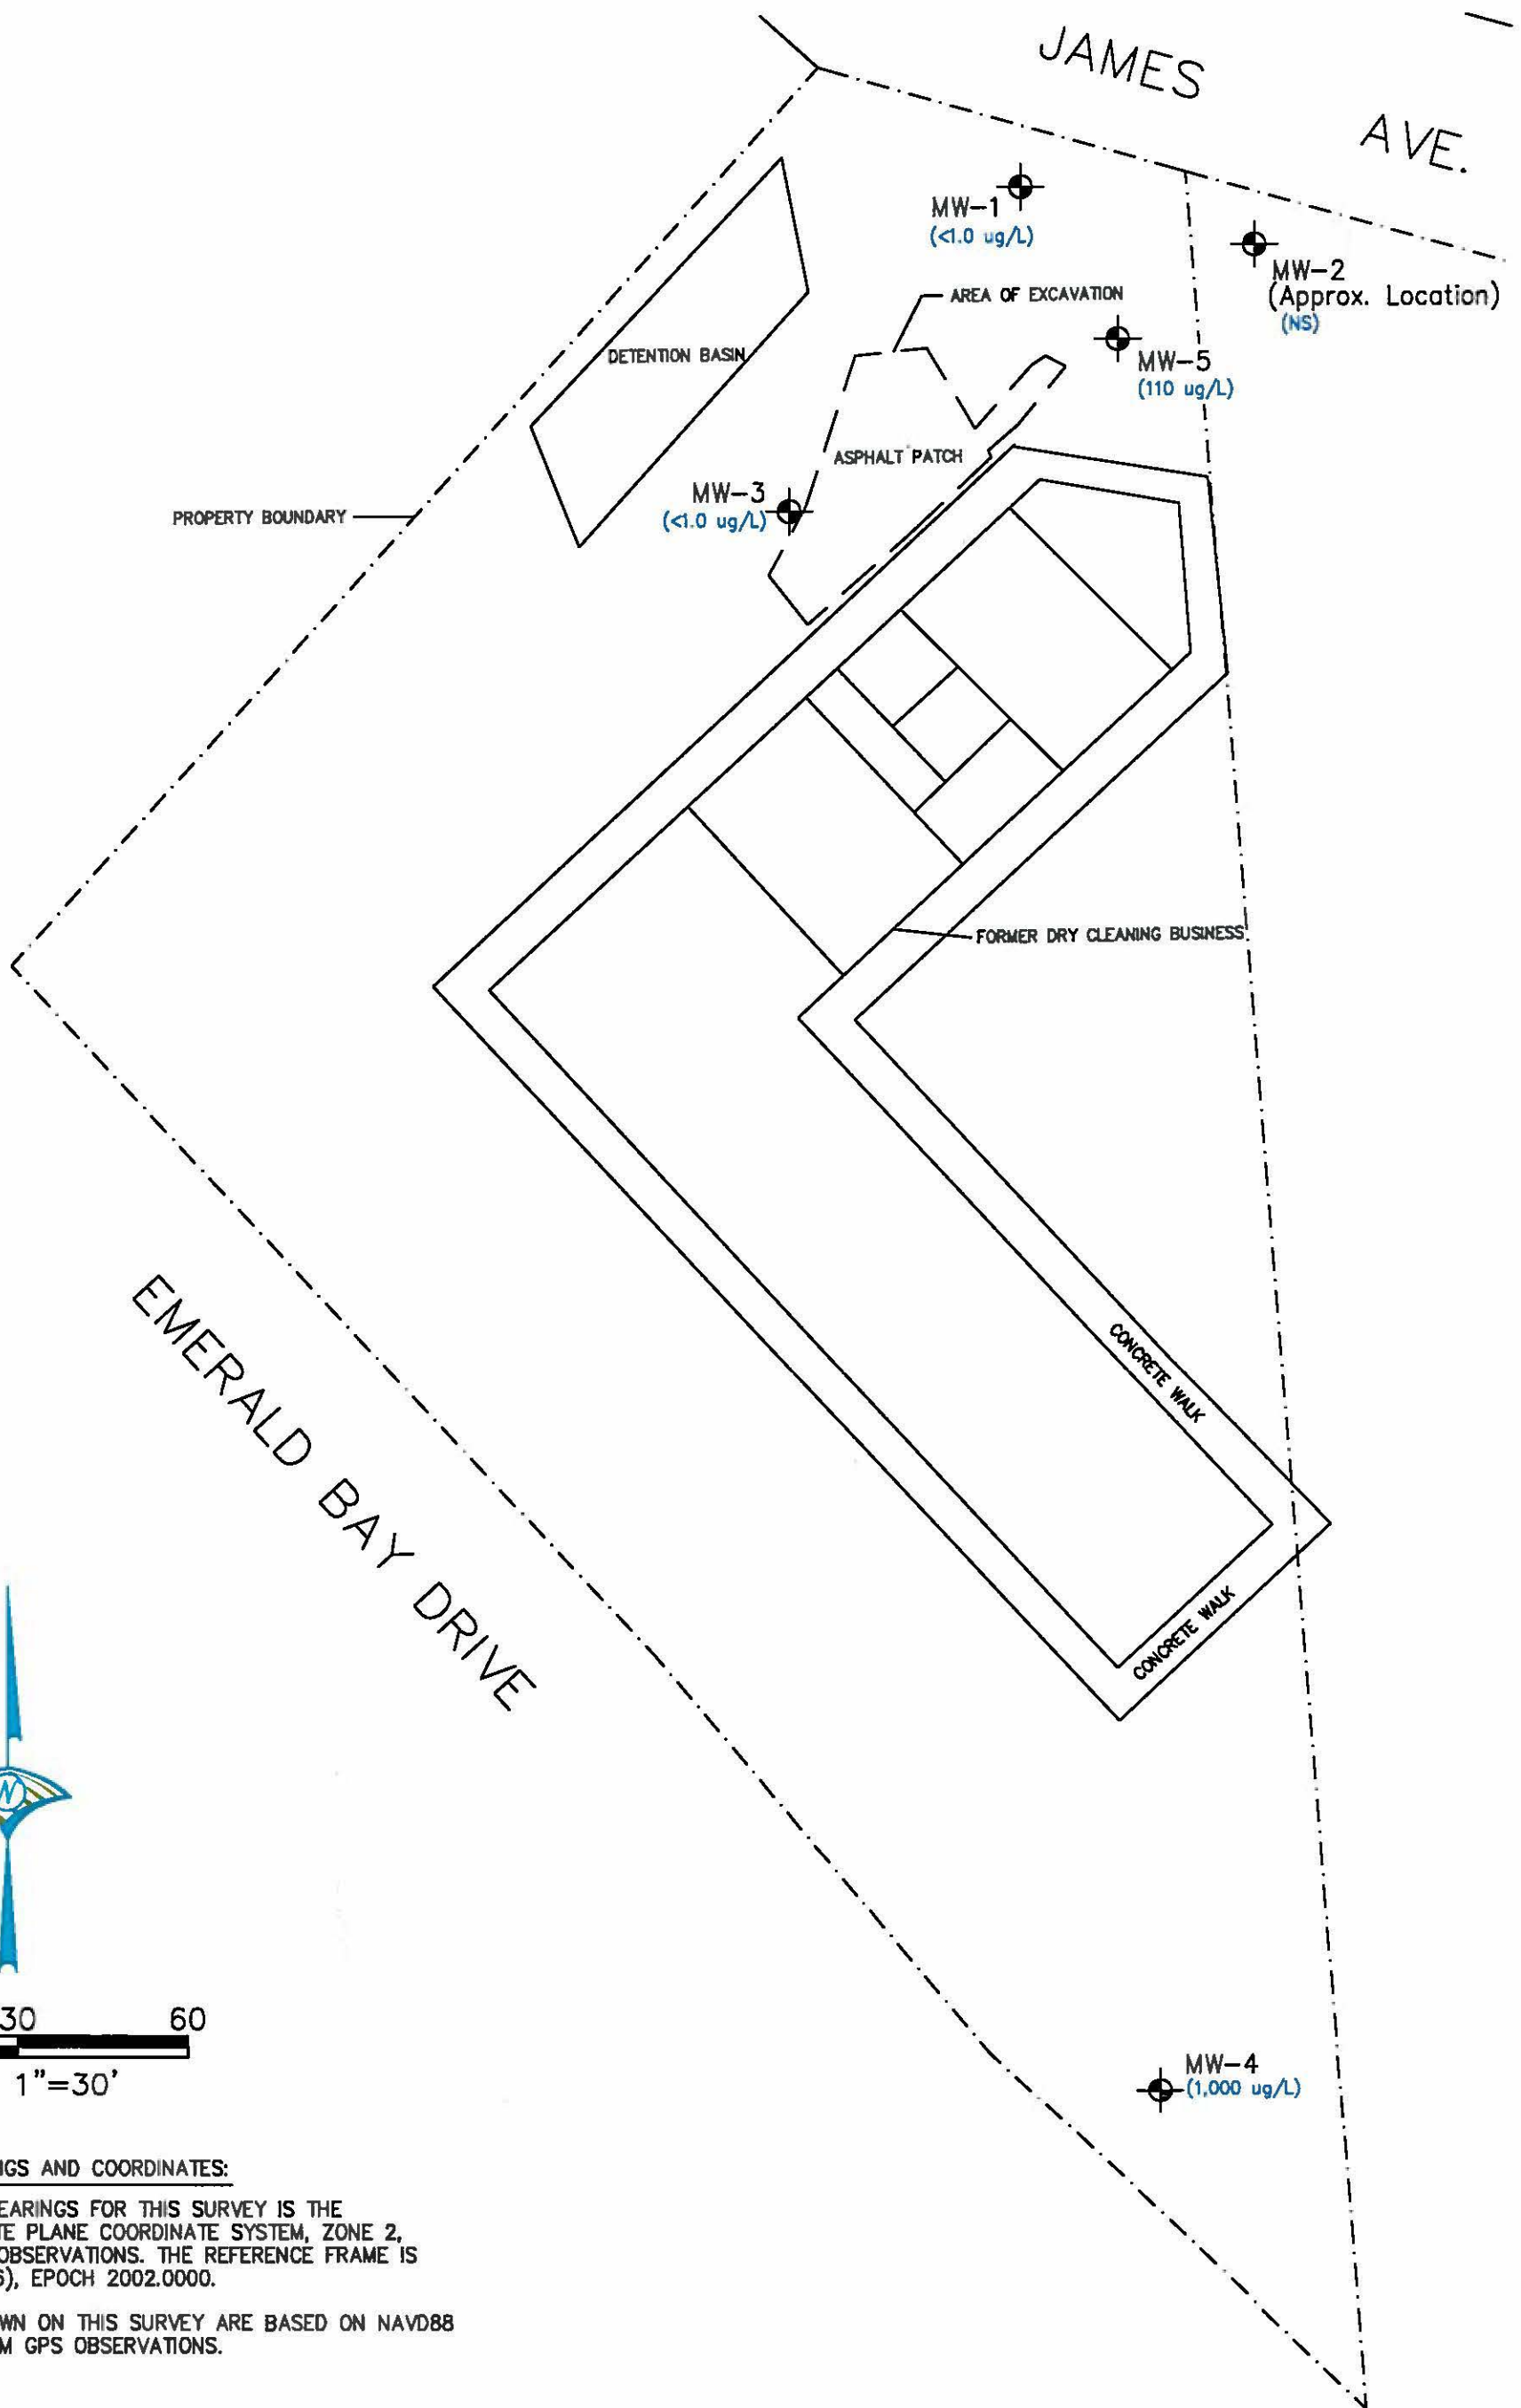 JAMES AVE.
MW-1
(<1.0 ug/L)
MW-2
(Approx. Location)
(NS)
AREA OF EXCAVATION
MW-5
(110 ug/L)
DETENTION BASIN
ASPHALT PATCH
MW-3
(<1.0 ug/L)
PROPERTY BOUNDARY
FORMER DRY CLEANING BUSINESS
CONCRETE WALK
EMERALD BAY DRIVE
CONCRETE WALK
N
30 60
1"=30'
MW-4
(1,000 ug/L)
NGS AND COORDINATES:
EARINGS FOR THIS SURVEY IS THE
TE PLANE COORDINATE SYSTEM, ZONE 2,
OBSERVATIONS. THE REFERENCE FRAME IS
), EPOCH 2002.0000.
WN ON THIS SURVEY ARE BASED ON NAVD88
M GPS OBSERVATIONS.